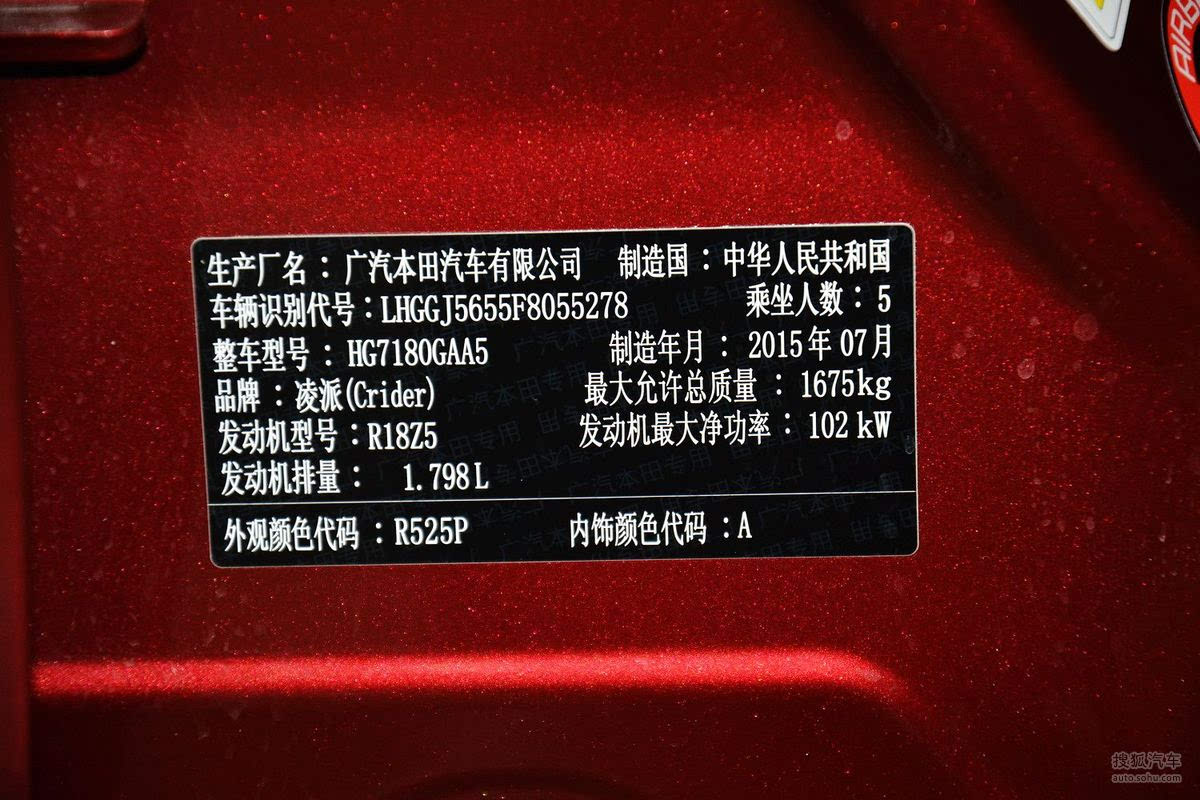 AIRB
生产厂名：广汽本田汽车有限公司 制造国：中华人民共和国
车辆识别代号：LHGGJ5655F8055278 乘坐人数：5
整车型号：HG7180GAA5 制造年月：2015年07月
品牌：凌派(Crider) 最大允许总质量：1675kg
发动机型号：R18Z5 发动机最大净功率：102kW
发动机排量：1.798L
外观颜色代码：R525P 内饰颜色代码：A
搜狐汽车
auto.sohu.com